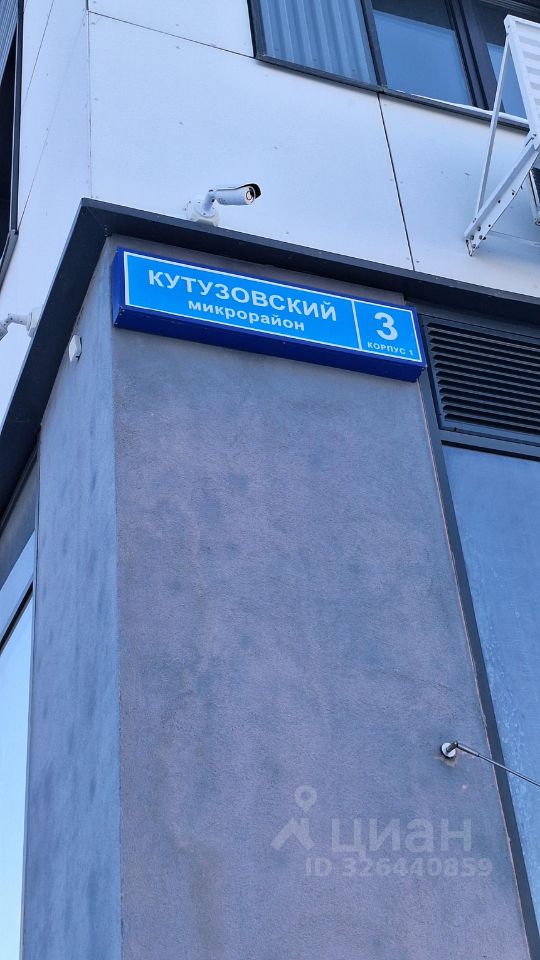 КУТУЗОВСКИЙ
микрорайон
3
КОРПУС 1
циан
ID 326440859